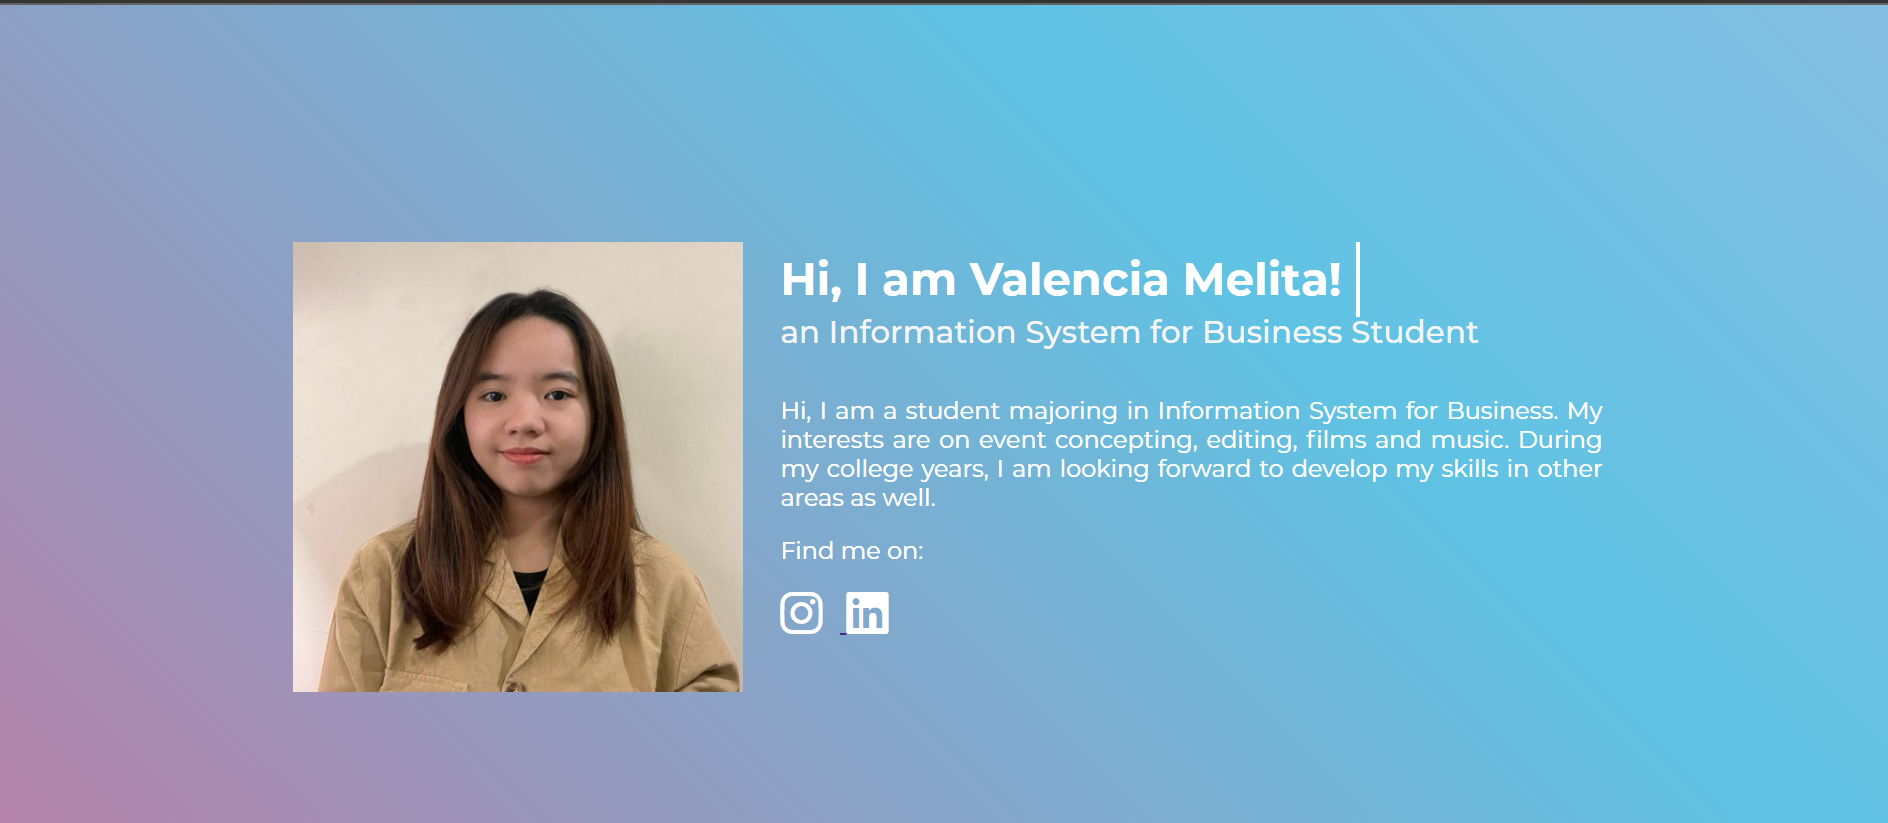 Hi, I am Valencia Melita!
an Information System for Business Student
Hi, I am a student majoring in Information System for Business. My
interests are on event concepting, editing, films and music. During
my college years, I am looking forward to develop my skills in other
areas as well.
Find me on:
in